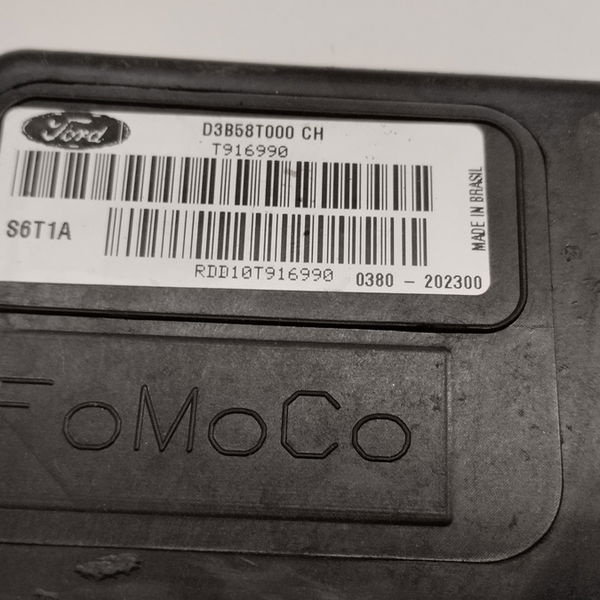 Ford
D3B58T000 CH
T916990
S6T1A
RDD10T916990
0380 - 202300
MADE IN BRASIL
FoMoCo